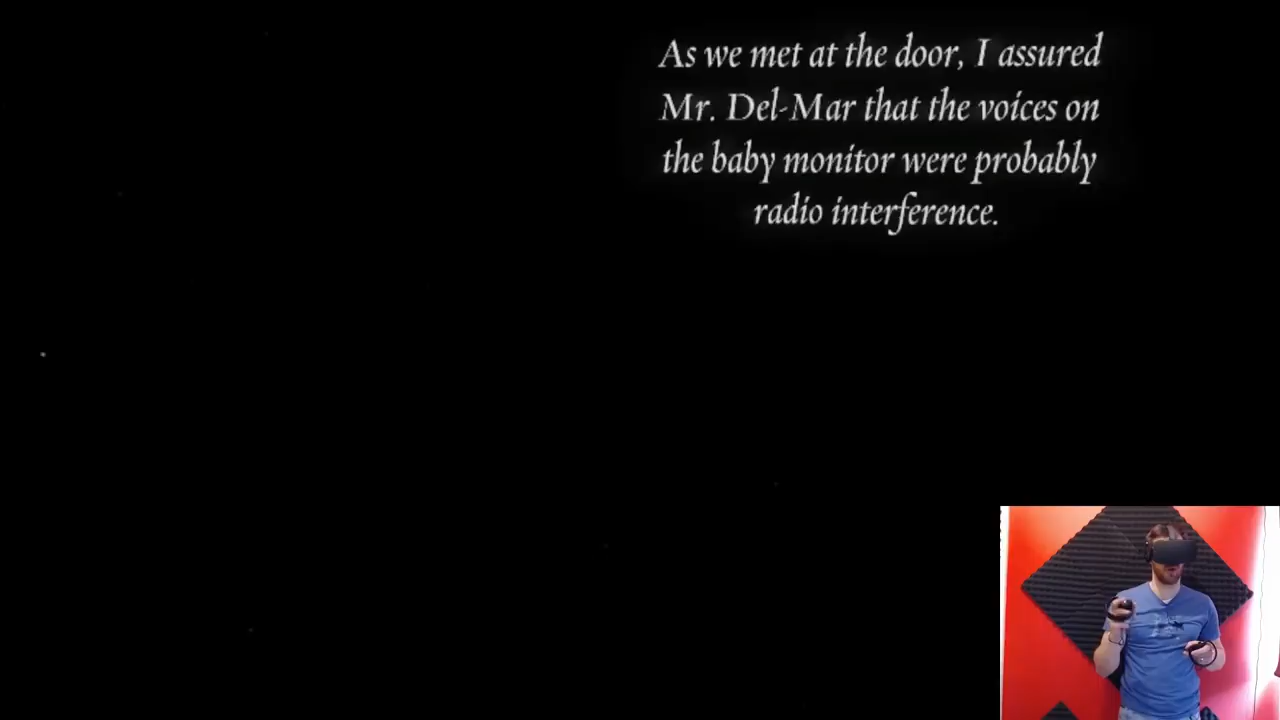 As we met at the door, I assured
Mr. Del-Mar that the voices on
the baby monitor were probably
radio interference.